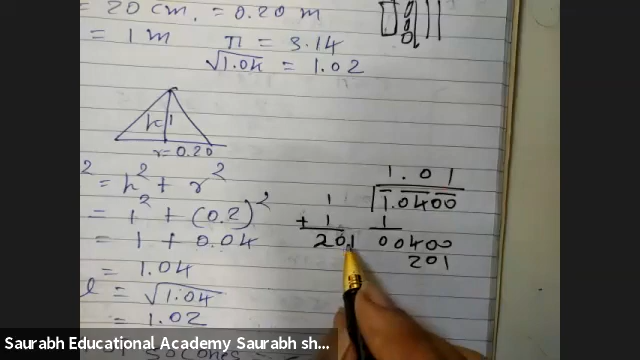 = 20 cm, = 0.20 m
= 1 m π = 3.14
√1.04 = 1.02
h 1
r=0.20
² = h² + r²
= 1² + (0.2)²
= 1 + 0.04
= 1.04
l = √1.04
= 1.02
1.01
1 1.0400
+ 1 1
201 00400
201
Saurabh Educational Academy Saurabh sh...